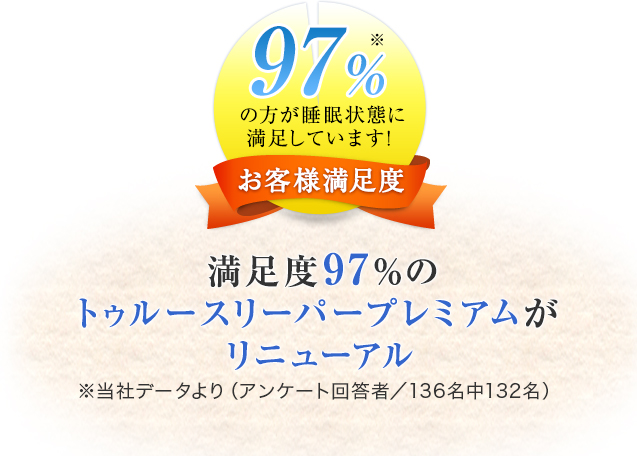 97%※
の方が睡眠状態に
満足しています!
お客様満足度
満足度97%の
トゥルースリーパープレミアムが
リニューアル
※当社データより（アンケート回答者／136名中132名）